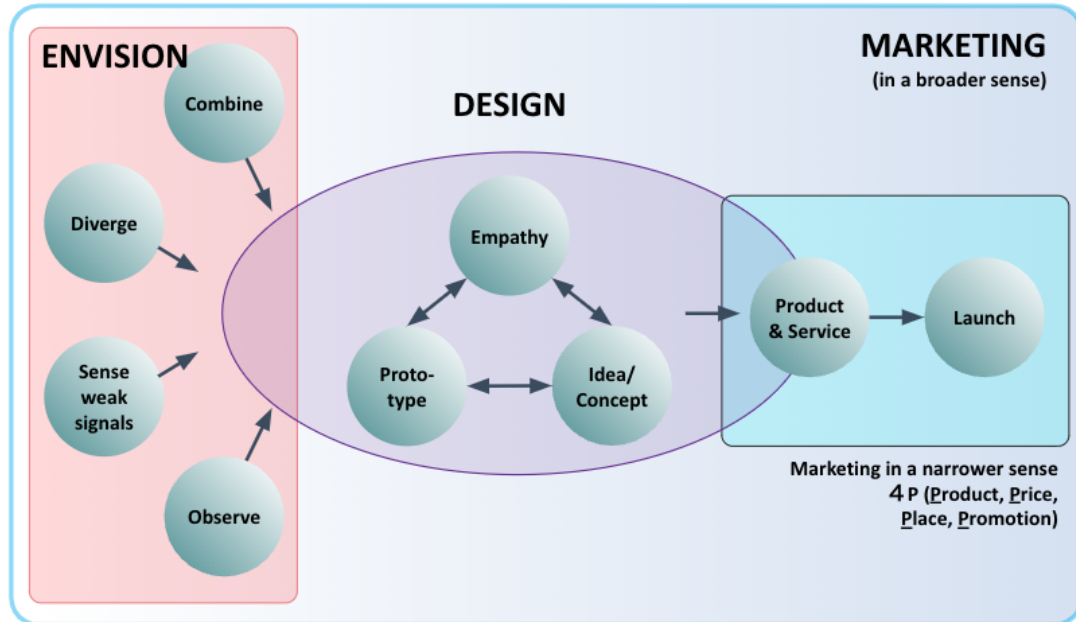 ENVISION
Combine
Diverge
Sense
weak
signals
Observe
DESIGN
Empathy
Proto-
type
Idea/
Concept
MARKETING
(in a broader sense)
Product
& Service
Launch
Marketing in a narrower sense
4 P (Product, Price,
Place, Promotion)